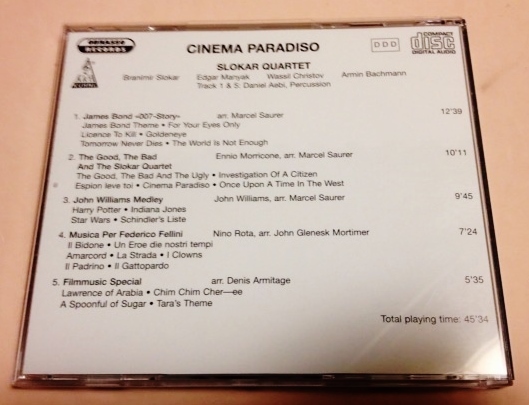 RECORDS
CINEMA PARADISO
DDD
COMPACT
disc
DIGITAL AUDIO
SLOKAR QUARTET
Branimir Slokar Edgar Manyak Wassil Christov Armin Bachmann
Track 1 & 5: Daniel Aebi, Percussion
1. James Bond «007-Story» arr. Marcel Saurer 12'39
James Bond Theme • For Your Eyes Only
Licence To Kill • Goldeneye
Tomorrow Never Dies • The World Is Not Enough
2. The Good, The Bad Ennio Morricone, arr. Marcel Saurer 10'11
And The Slokar Quartet
The Good, The Bad And The Ugly • Investigation Of A Citizen
Espion leve toi • Cinema Paradiso • Once Upon A Time In The West
3. John Williams Medley John Williams, arr. Marcel Saurer 9'45
Harry Potter • Indiana Jones
Star Wars • Schindler's Liste
4. Musica Per Federico Fellini Nino Rota, arr. John Glenesk Mortimer 7'24
Il Bidone • Un Eroe die nostri tempi
Amarcord • La Strada • I Clowns
Il Padrino • Il Gattopardo
5. Filmmusic Special arr. Denis Armitage 5'35
Lawrence of Arabia • Chim Chim Cher—ee
A Spoonful of Sugar • Tara's Theme
Total playing time: 45'34